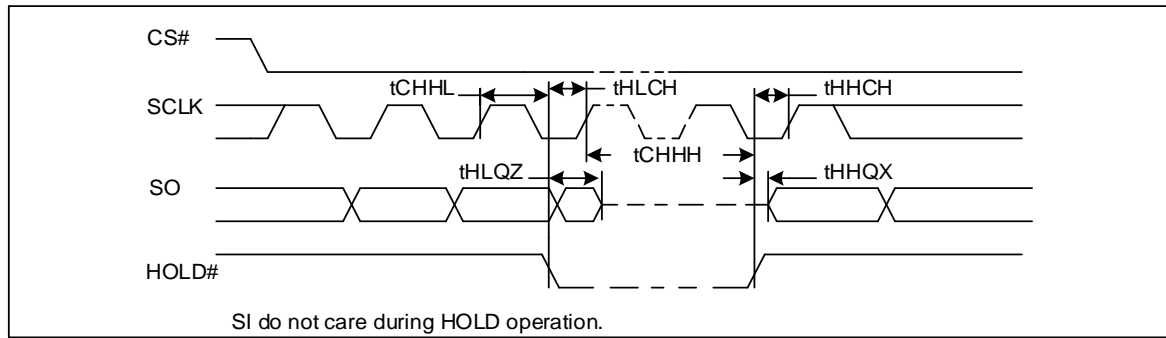 CS#
tCHHL
tHLCH
tHHCH
SCLK
tCHHH
tHLQZ
tHHQX
SO
HOLD#
SI do not care during HOLD operation.